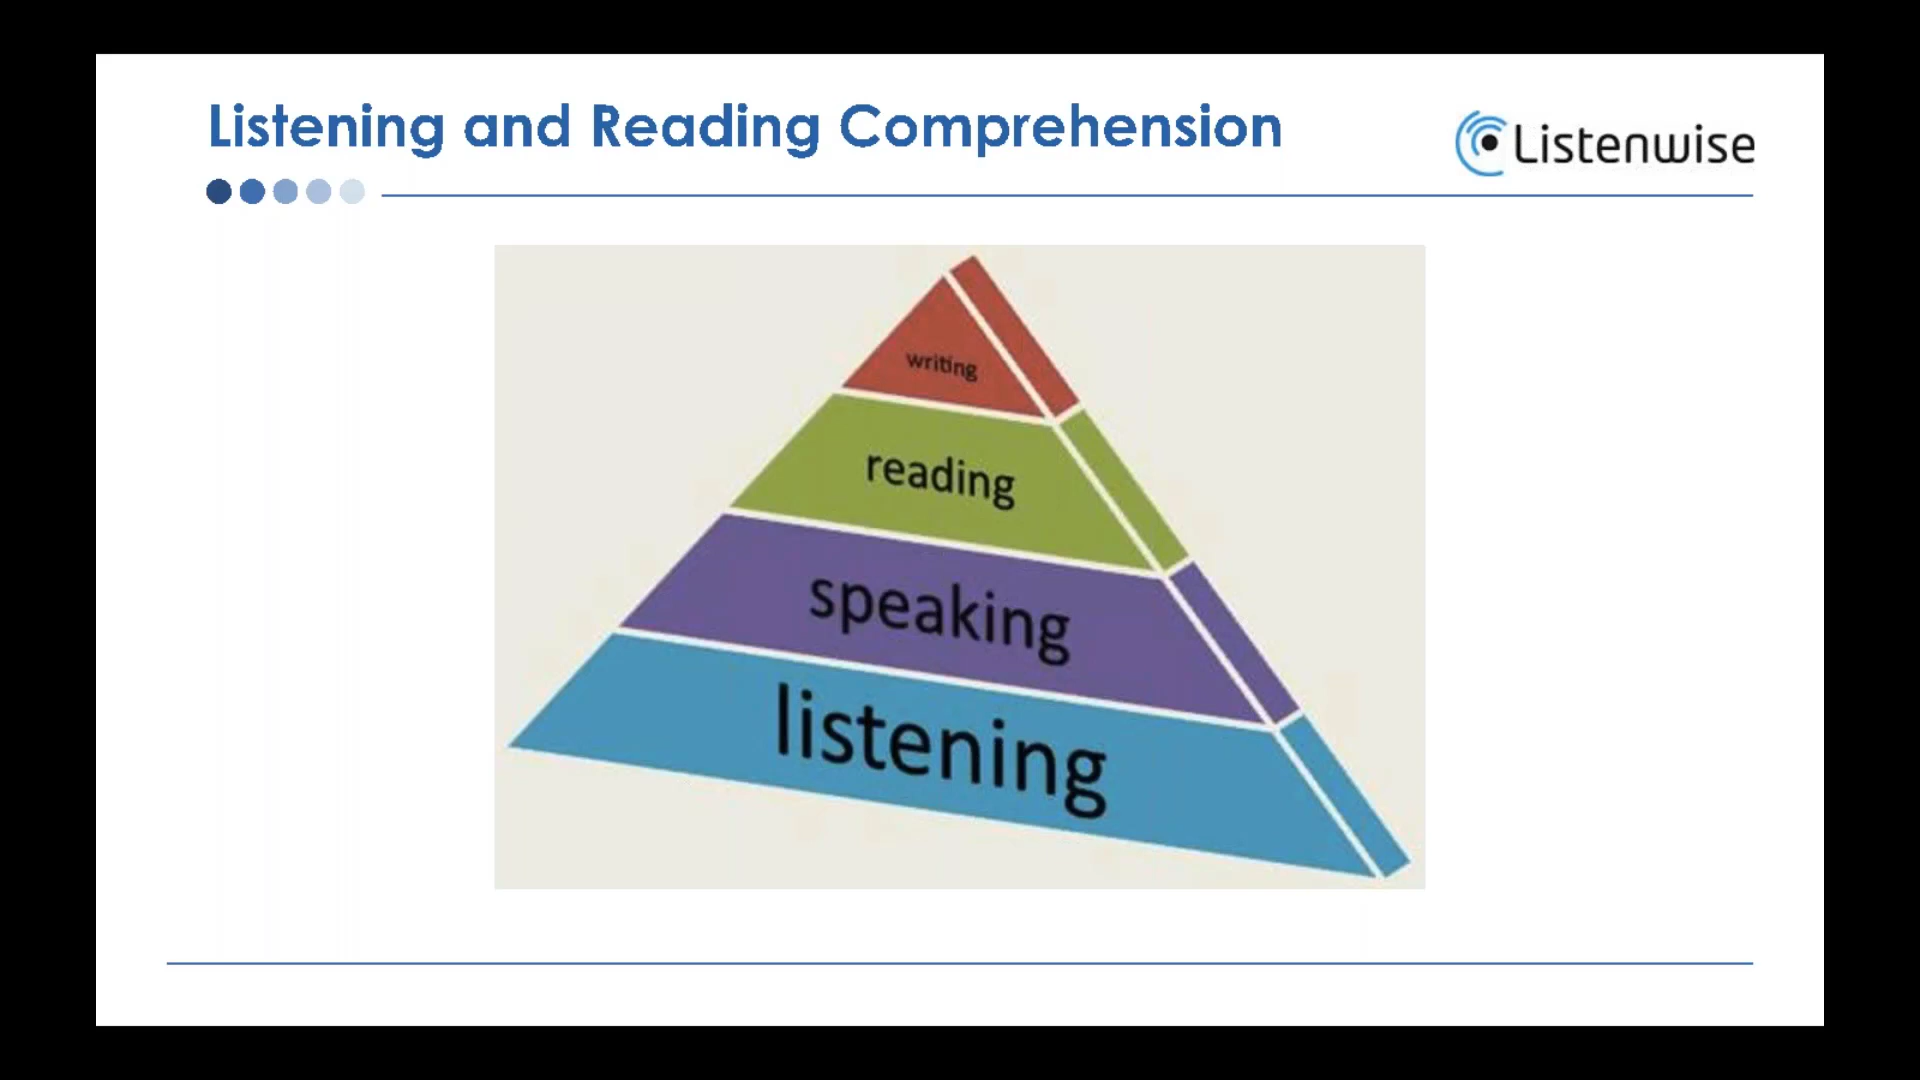 Listening and Reading Comprehension
Listenwise
writing
reading
speaking
listening